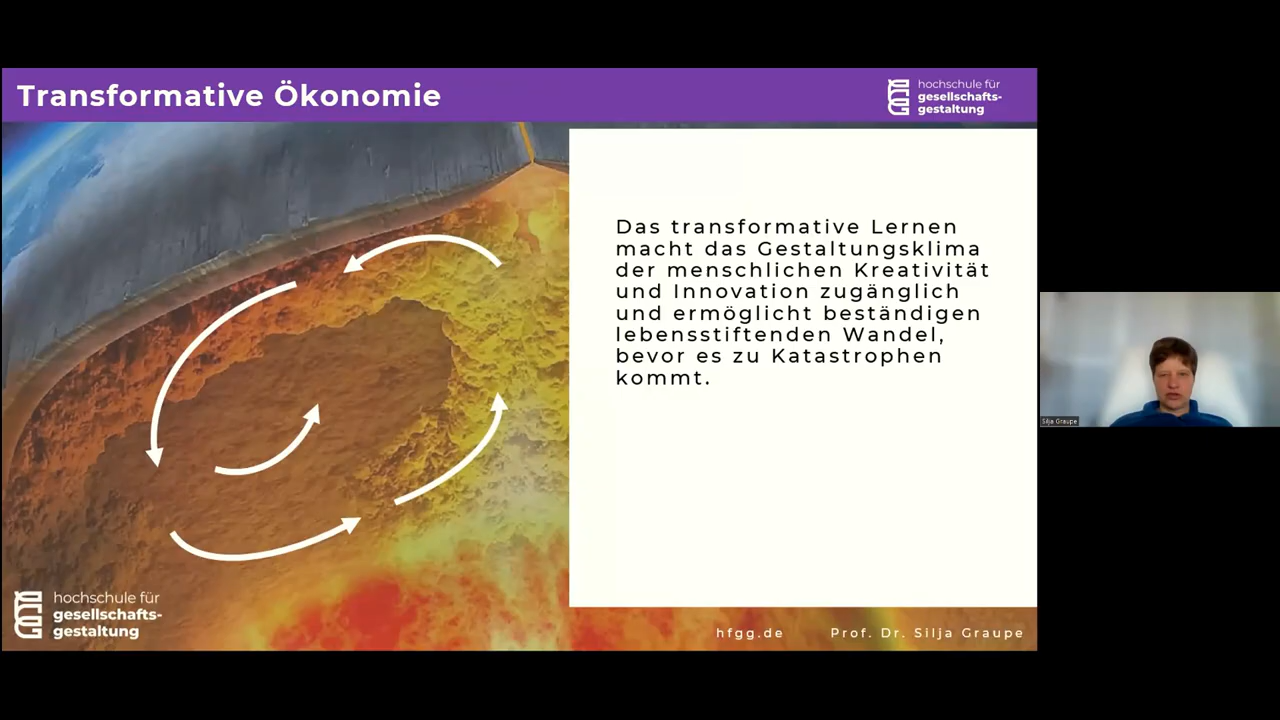 Transformative Ökonomie
hochschule für
gesellschafts-
gestaltung
Das transformative Lernen
macht das Gestaltungsklima
der menschlichen Kreativität
und Innovation zugänglich
und ermöglicht beständigen
lebensstiftenden Wandel,
bevor es zu Katastrophen
kommt.
Silja Graupe
hochschule für
gesellschafts-
gestaltung
hfgg.de
Prof. Dr. Silja Graupe